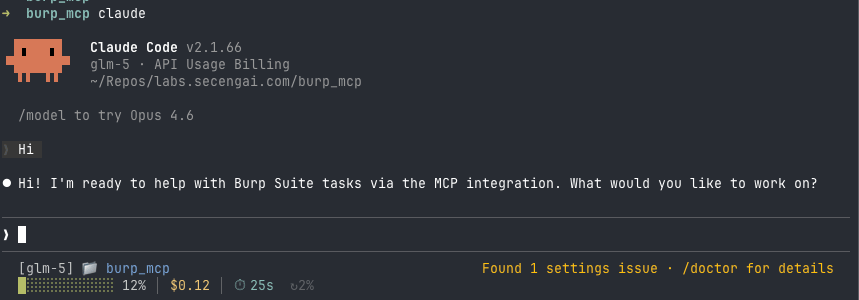 burp_mcp
→ burp_mcp claude
Claude Code v2.1.66
glm-5 · API Usage Billing
~/Repos/labs.secengai.com/burp_mcp
/model to try Opus 4.6
❯ Hi
● Hi! I'm ready to help with Burp Suite tasks via the MCP integration. What would you like to work on?
❯
[glm-5] 📁 burp_mcp Found 1 settings issue · /doctor for details
12% | $0.12 | ⏱ 25s ↻2%